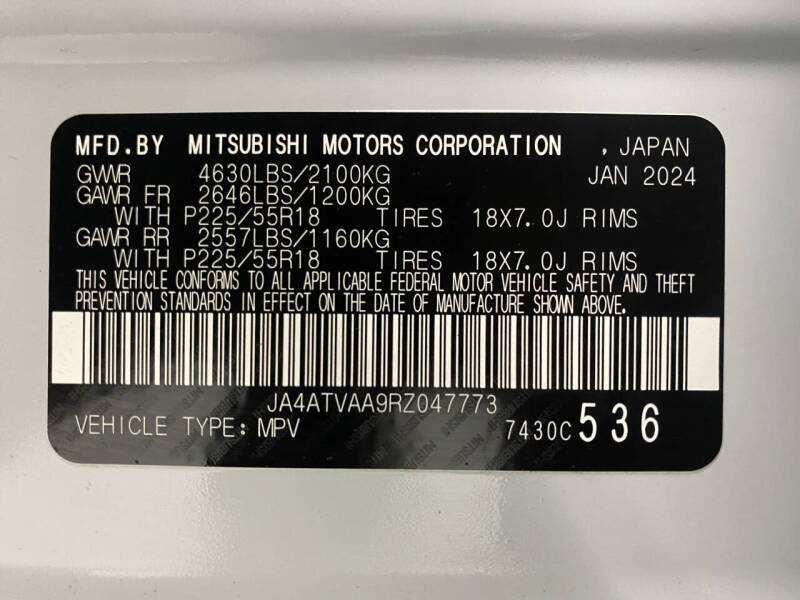 MFD.BY MITSUBISHI MOTORS CORPORATION , JAPAN
GVWR 4630LBS/2100KG JAN 2024
GAWR FR 2646LBS/1200KG
WITH P225/55R18 TIRES 18X7.0J RIMS
GAWR RR 2557LBS/1160KG
WITH P225/55R18 TIRES 18X7.0J RIMS
THIS VEHICLE CONFORMS TO ALL APPLICABLE FEDERAL MOTOR VEHICLE SAFETY AND THEFT
PREVENTION STANDARDS IN EFFECT ON THE DATE OF MANUFACTURE SHOWN ABOVE.
JA4ATVAA9RZ047773
VEHICLE TYPE: MPV 7430C 536